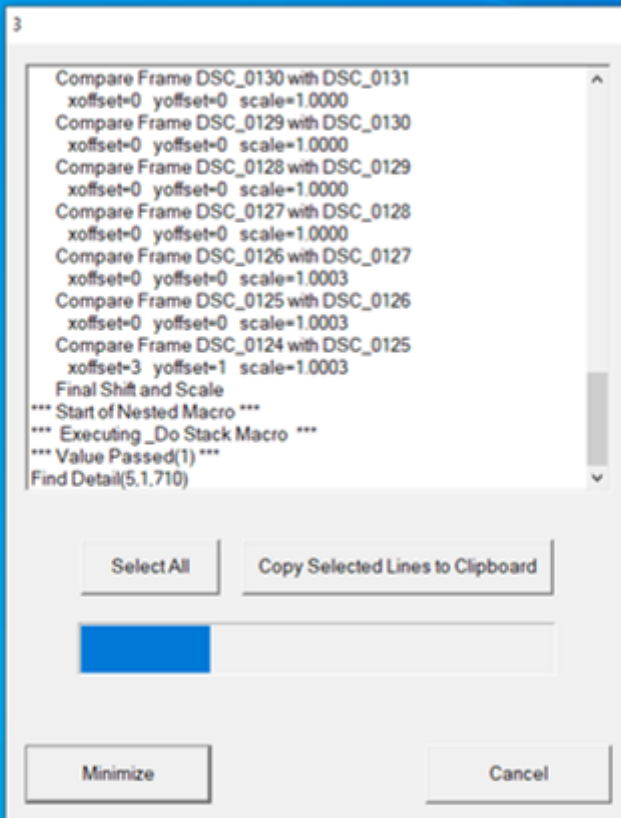 3
Compare Frame DSC_0130 with DSC_0131
xoffset=0 yoffset=0 scale=1.0000
Compare Frame DSC_0129 with DSC_0130
xoffset=0 yoffset=0 scale=1.0000
Compare Frame DSC_0128 with DSC_0129
xoffset=0 yoffset=0 scale=1.0000
Compare Frame DSC_0127 with DSC_0128
xoffset=0 yoffset=0 scale=1.0000
Compare Frame DSC_0126 with DSC_0127
xoffset=0 yoffset=0 scale=1.0003
Compare Frame DSC_0125 with DSC_0126
xoffset=0 yoffset=0 scale=1.0003
Compare Frame DSC_0124 with DSC_0125
xoffset=3 yoffset=1 scale=1.0003
Final Shift and Scale
*** Start of Nested Macro ***
*** Executing _Do Stack Macro ***
*** Value Passed(1) ***
Find Detail(5,1,710)
Select All
Copy Selected Lines to Clipboard
Minimize
Cancel